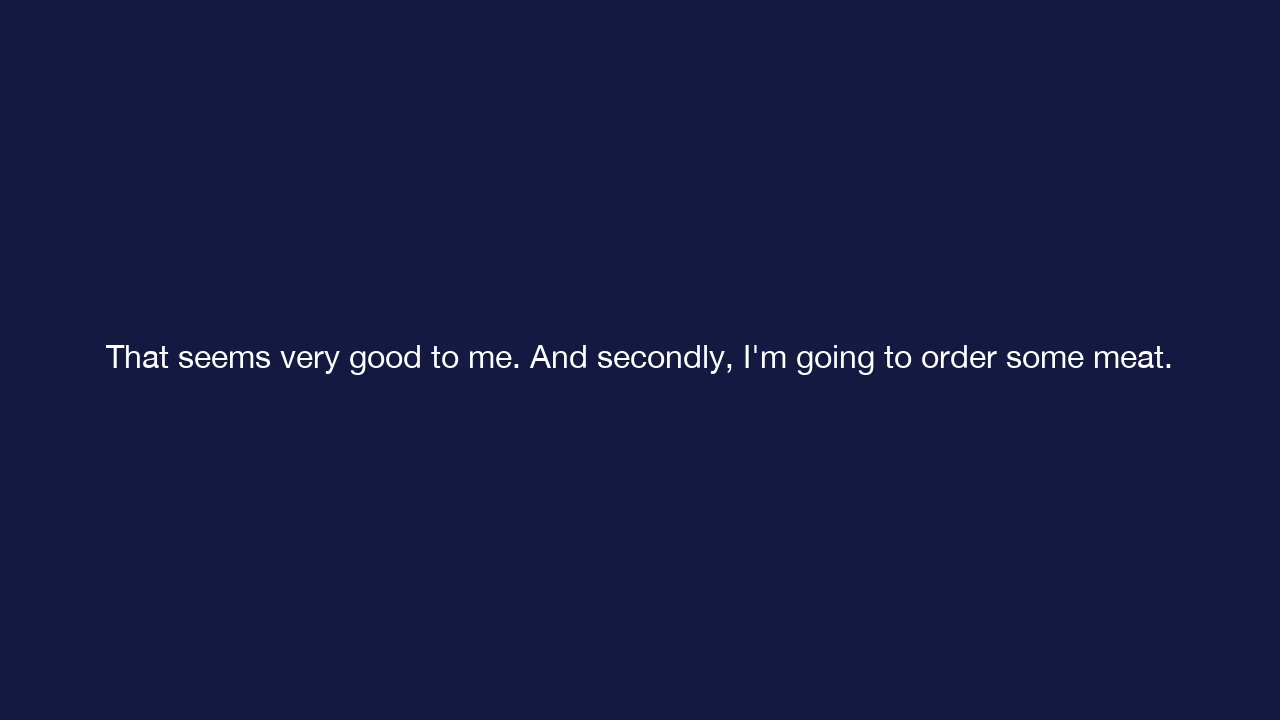 That seems very good to me. And secondly, I'm going to order some meat.